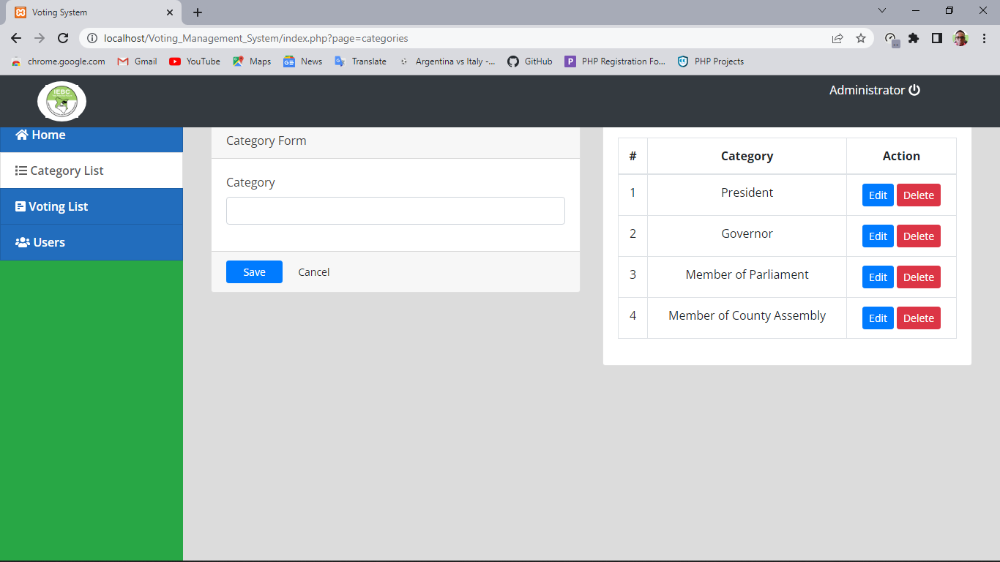 Voting System
localhost/Voting_Management_System/index.php?page=categories
chrome.google.com Gmail YouTube Maps News Translate Argentina vs Italy -... GitHub PHP Registration Fo... PHP Projects
IEBC
Administrator
Home
Category List
Voting List
Users
Category Form
Category
Save Cancel
# Category Action
1 President Edit Delete
2 Governor Edit Delete
3 Member of Parliament Edit Delete
4 Member of County Assembly Edit Delete